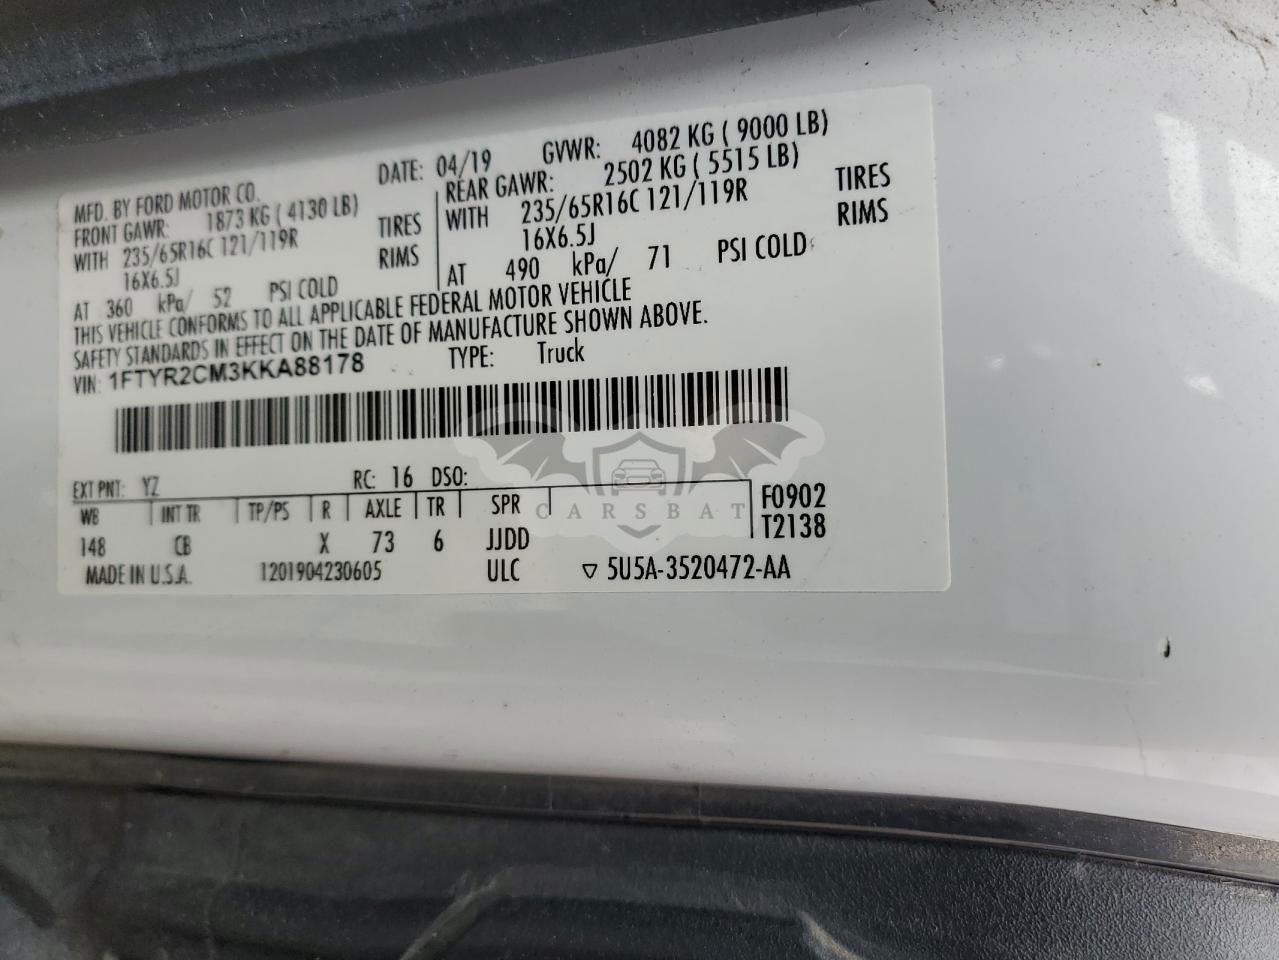 MFD. BY FORD MOTOR CO.
DATE: 04/19 GVWR: 4082 KG ( 9000 LB)
FRONT GAWR: 1873 KG ( 4130 LB)
WITH 235/65R16C 121/119R TIRES
16X6.5J RIMS
AT 360 kPa/ 52 PSI COLD
REAR GAWR: 2502 KG ( 5515 LB)
WITH 235/65R16C 121/119R TIRES
16X6.5J RIMS
AT 490 kPa/ 71 PSI COLD
THIS VEHICLE CONFORMS TO ALL APPLICABLE FEDERAL MOTOR VEHICLE
SAFETY STANDARDS IN EFFECT ON THE DATE OF MANUFACTURE SHOWN ABOVE.
VIN: 1FTYR2CM3KKA88178 TYPE: Truck
EXT PNT: YZ RC: 16 DSO:
WB INT TR TP/PS R AXLE TR SPR F0902
148 CB X 73 6 JJDD T2138
MADE IN U.S.A. 1201904230605 ULC ▽ 5U5A-3520472-AA
CARSBAT